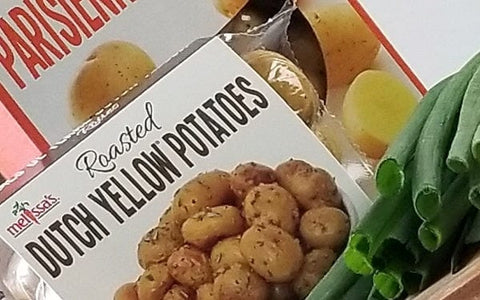 PARISIEN
Roasted
DUTCH YELLOW POTATOES
melissa's